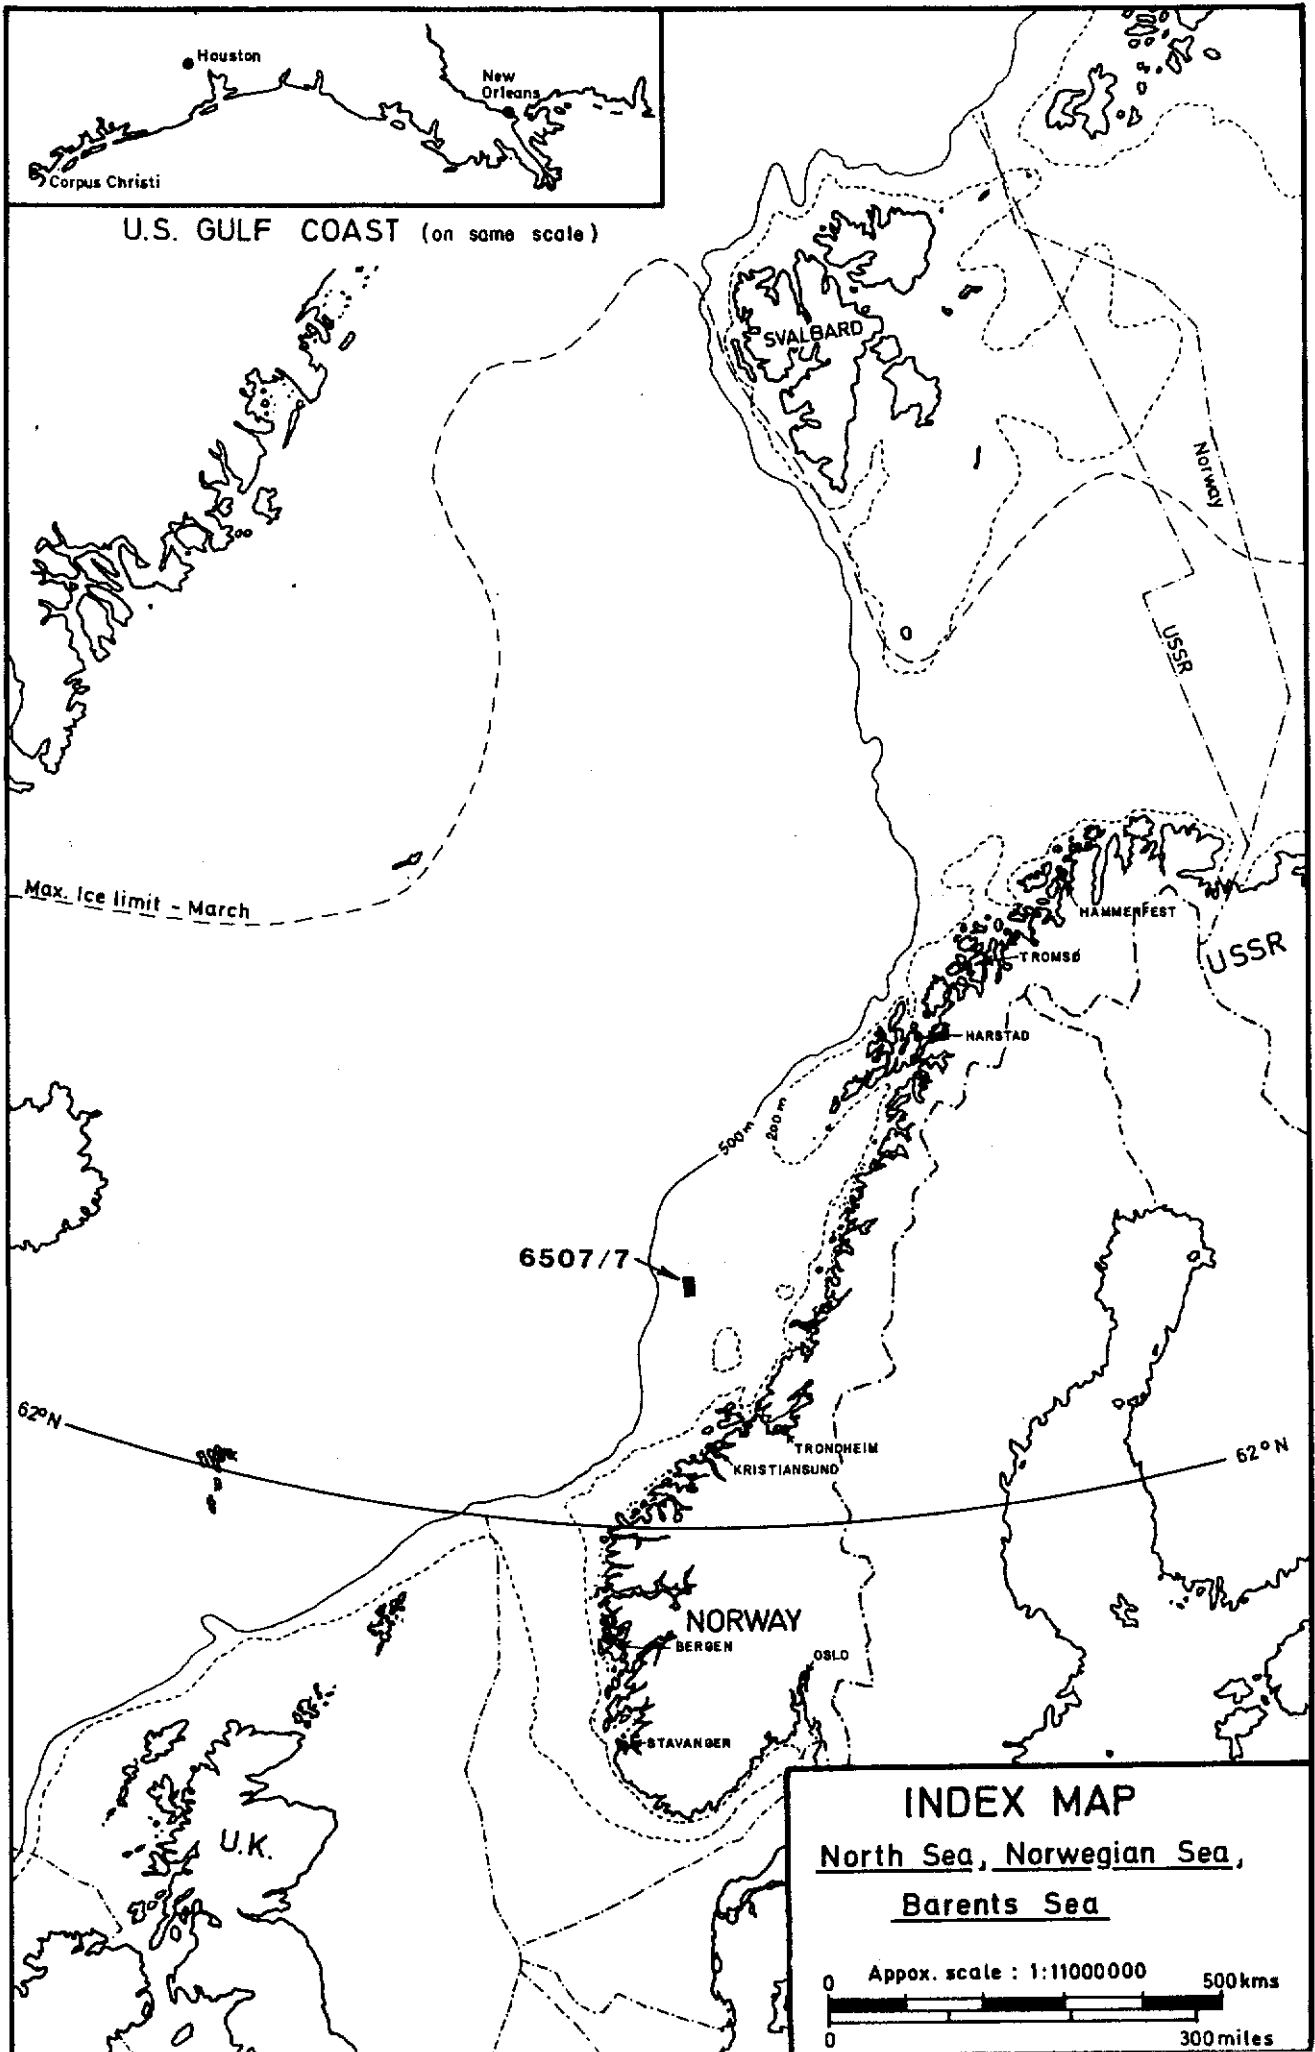 Houston
New
Orleans
Corpus Christi
U.S. GULF COAST (on same scale)
SVALBARD
Norway
USSR
Max. Ice limit - March
HAMMERFEST
TROMSØ
USSR
HARSTAD
500m
200m
6507/7
62°N
TRONDHEIM
KRISTIANSUND
62°N
NORWAY
BERGEN
OSLO
STAVANGER
U.K.
INDEX MAP
North Sea, Norwegian Sea,
Barents Sea
Appox. scale : 1:11000000
0 500kms
0 300miles